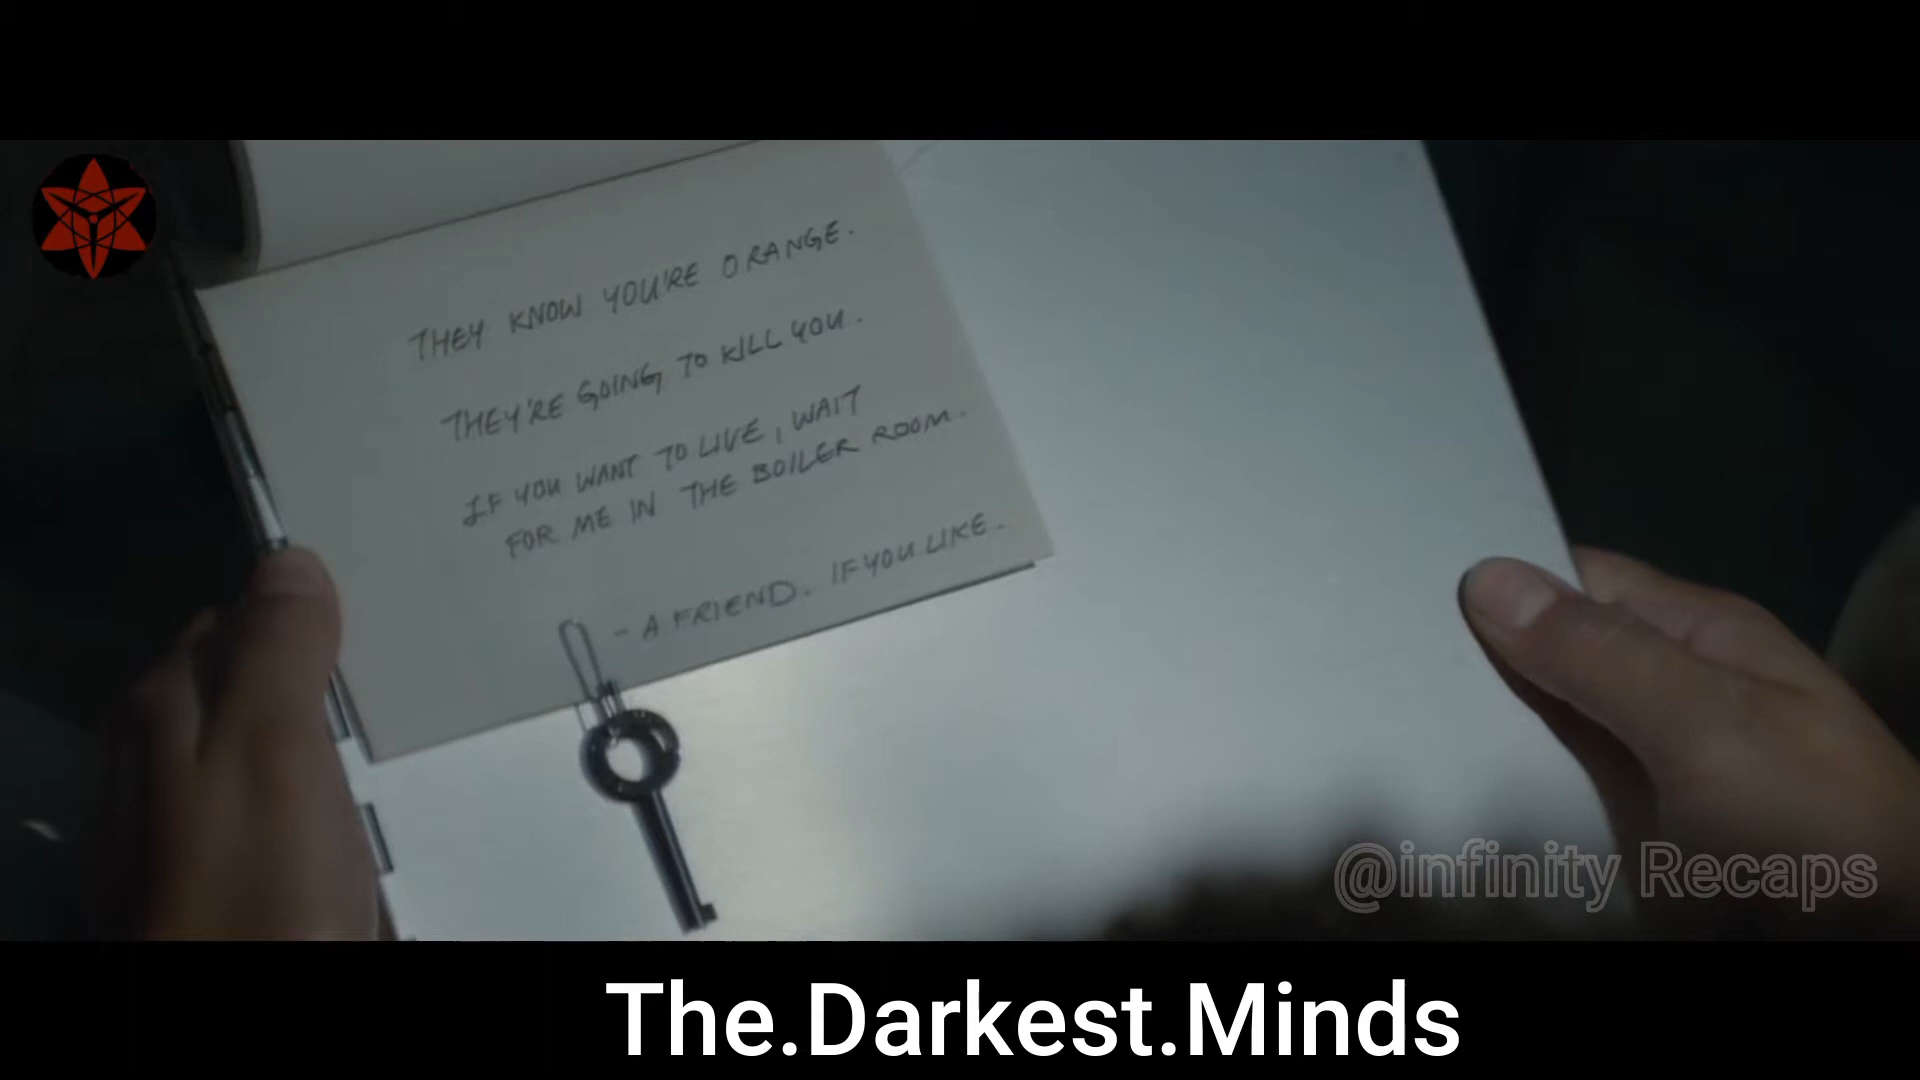 THEY KNOW YOU'RE ORANGE.
THEY'RE GOING TO KILL YOU.
IF YOU WANT TO LIVE, WAIT
FOR ME IN THE BOILER ROOM.
- A FRIEND. IF YOU LIKE.
@infinity Recaps
The.Darkest.Minds